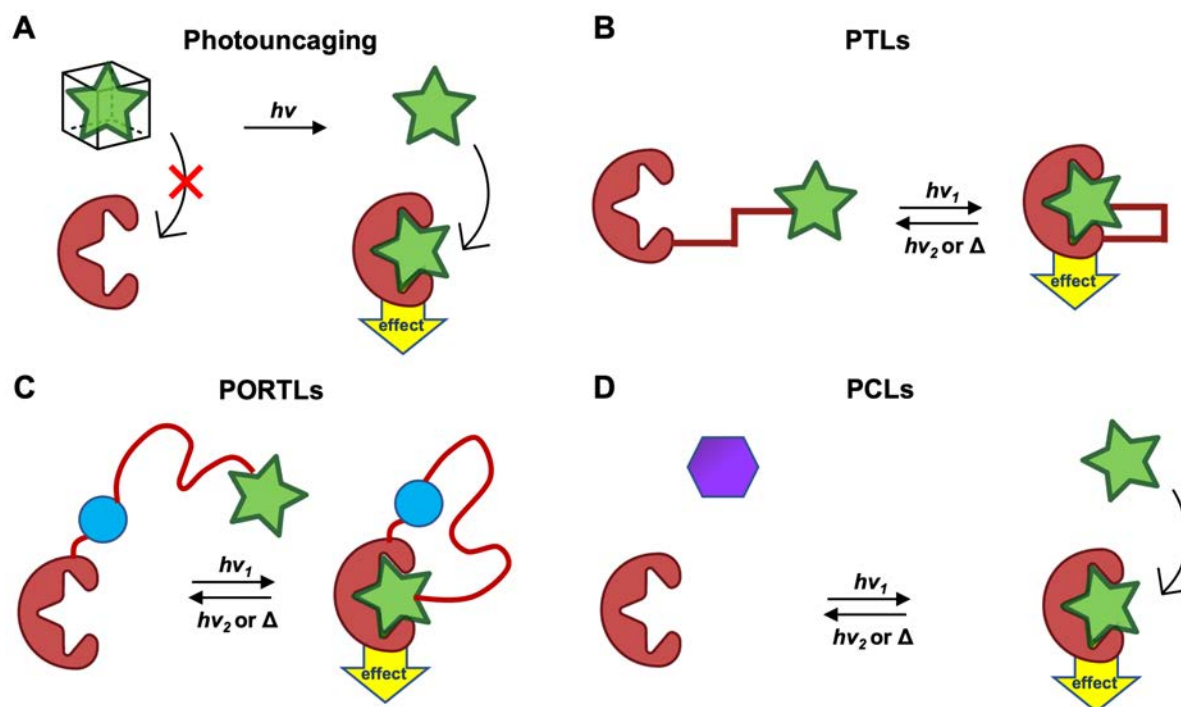 A
Photouncaging
hv
effect
B
PTLs
hv1
hv2 or Δ
effect
C
PORTLs
hv1
hv2 or Δ
effect
D
PCLs
hv1
hv2 or Δ
effect